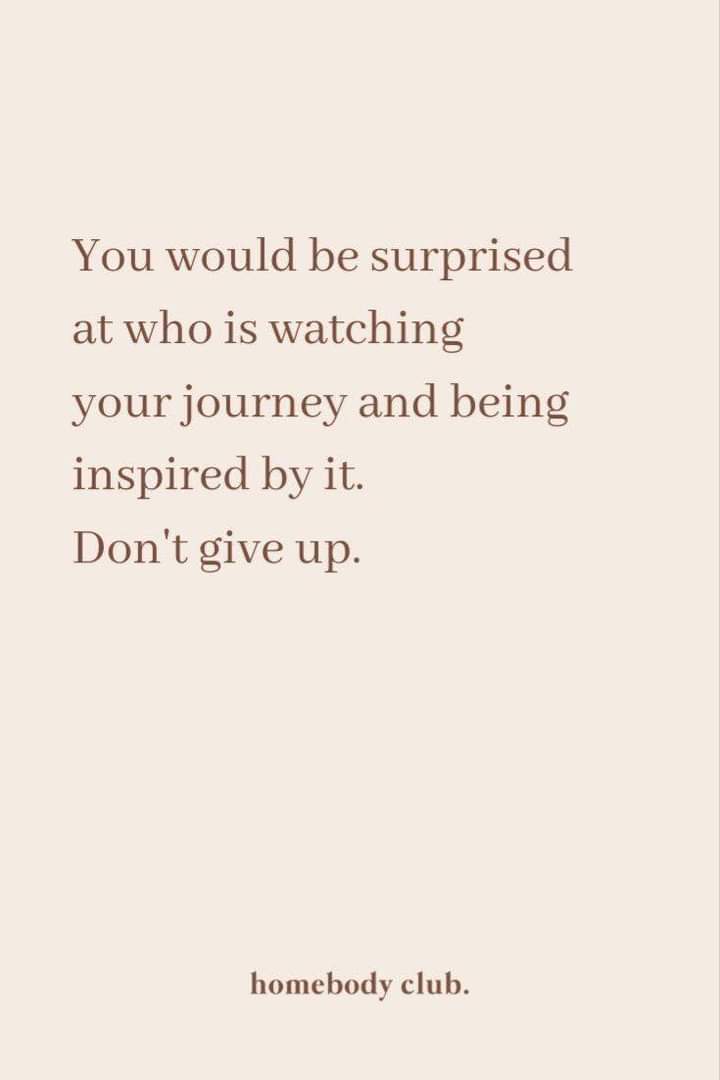 You would be surprised
at who is watching
your journey and being
inspired by it.
Don't give up.
homebody club.